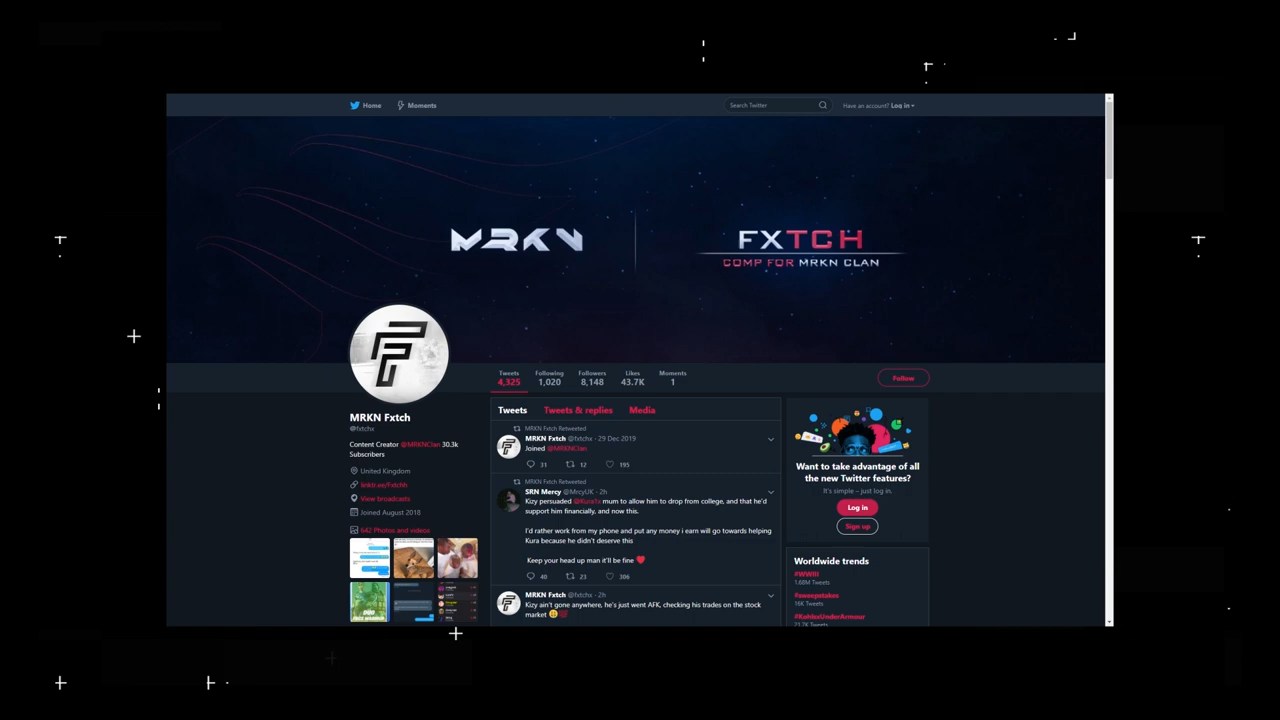 Home
Moments
Search Twitter
Have an account? Log in
MRKN
FXTCH
COMP FOR MRKN CLAN
Tweets
4,325
Following
1,020
Followers
8,148
Likes
43.7K
Moments
1
Follow
MRKN Fxtch
@fxtchx
Content Creator @MRKNClan 30.3k
Subscribers
United Kingdom
linktr.ee/Fxtchh
View broadcasts
Joined August 2018
642 Photos and videos
Tweets
Tweets & replies
Media
MRKN Fxtch Retweeted
MRKN Fxtch @fxtchx · 29 Dec 2019
Joined @MRKNClan
31
12
195
MRKN Fxtch Retweeted
SRN Mercy @MrcyUK · 2h
Kizy persuaded mum to allow him to drop from college, and that he'd
support him financially, and now this.
I'd rather work from my phone and put any money i earn will go towards helping
Kura because he didn't deserve this
Keep your head up man it'll be fine ❤
40
23
306
MRKN Fxtch @fxtchx · 2h
Kizy ain't gone anywhere, he's just went AFK, checking his trades on the stock
market
Want to take advantage of all
the new Twitter features?
It's simple – just log in.
Log in
Sign up
Worldwide trends
#WWIII
1.68M Tweets
#sweepstakes
16K Tweets
#KohlsxUnderArmour
21.7K Tweets